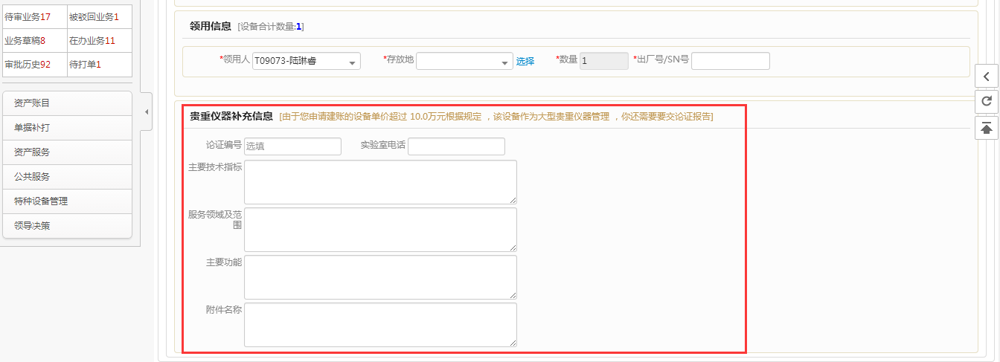 待审业务17 被驳回业务1
业务草稿8 在办业务11
审批历史92 待打单1
资产账目
单据补打
资产服务
公共服务
特种设备管理
领导决策
领用信息 [设备合计数量:1]
*领用人 T09073-陆琳睿 *存放地 选择 *数量 1 *出厂号/SN号
贵重仪器补充信息 [由于您申请建账的设备单价超过 10.0万元根据规定 ，该设备作为大型贵重仪器管理 ，你还需要要交论证报告]
论证编号 选填 实验室电话
主要技术指标
服务领域及范
围
主要功能
附件名称